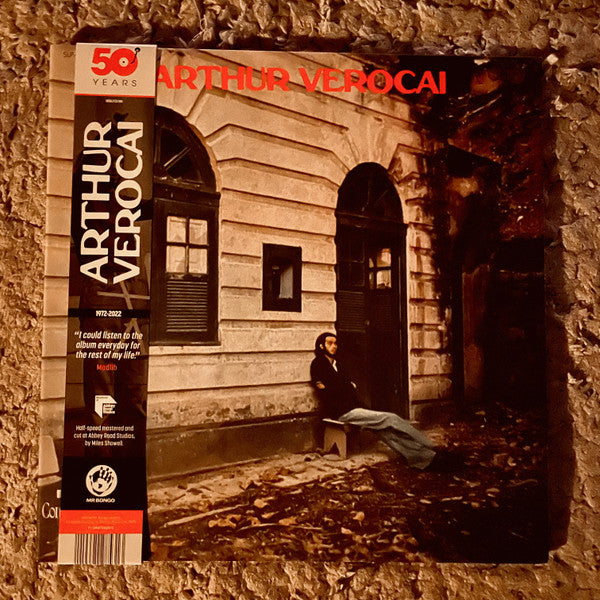 50
YEARS
ARTHUR VEROCAI
ARTHUR
VEROCAI
1972-2022
"I could listen to the
album everyday for
the rest of my life."
Madlib
Half-speed mastered and
cut at Abbey Road Studios,
by Miles Showell
MR BONGO